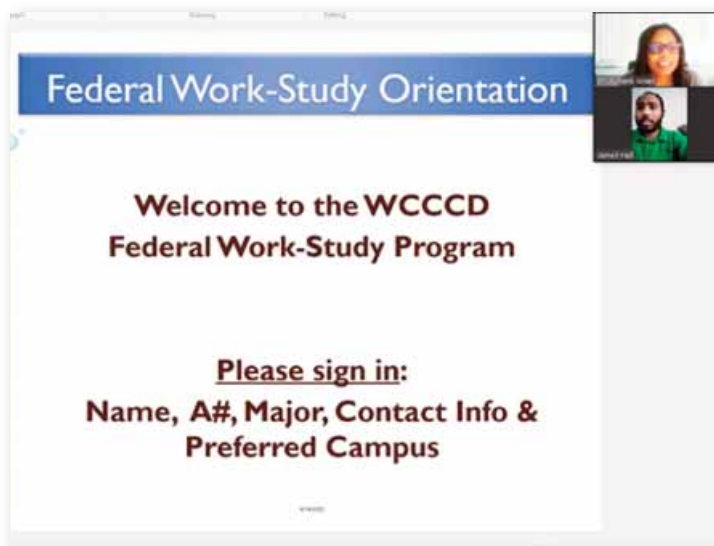 Federal Work-Study Orientation
Welcome to the WCCCD
Federal Work-Study Program
Please sign in:
Name, A#, Major, Contact Info &
Preferred Campus